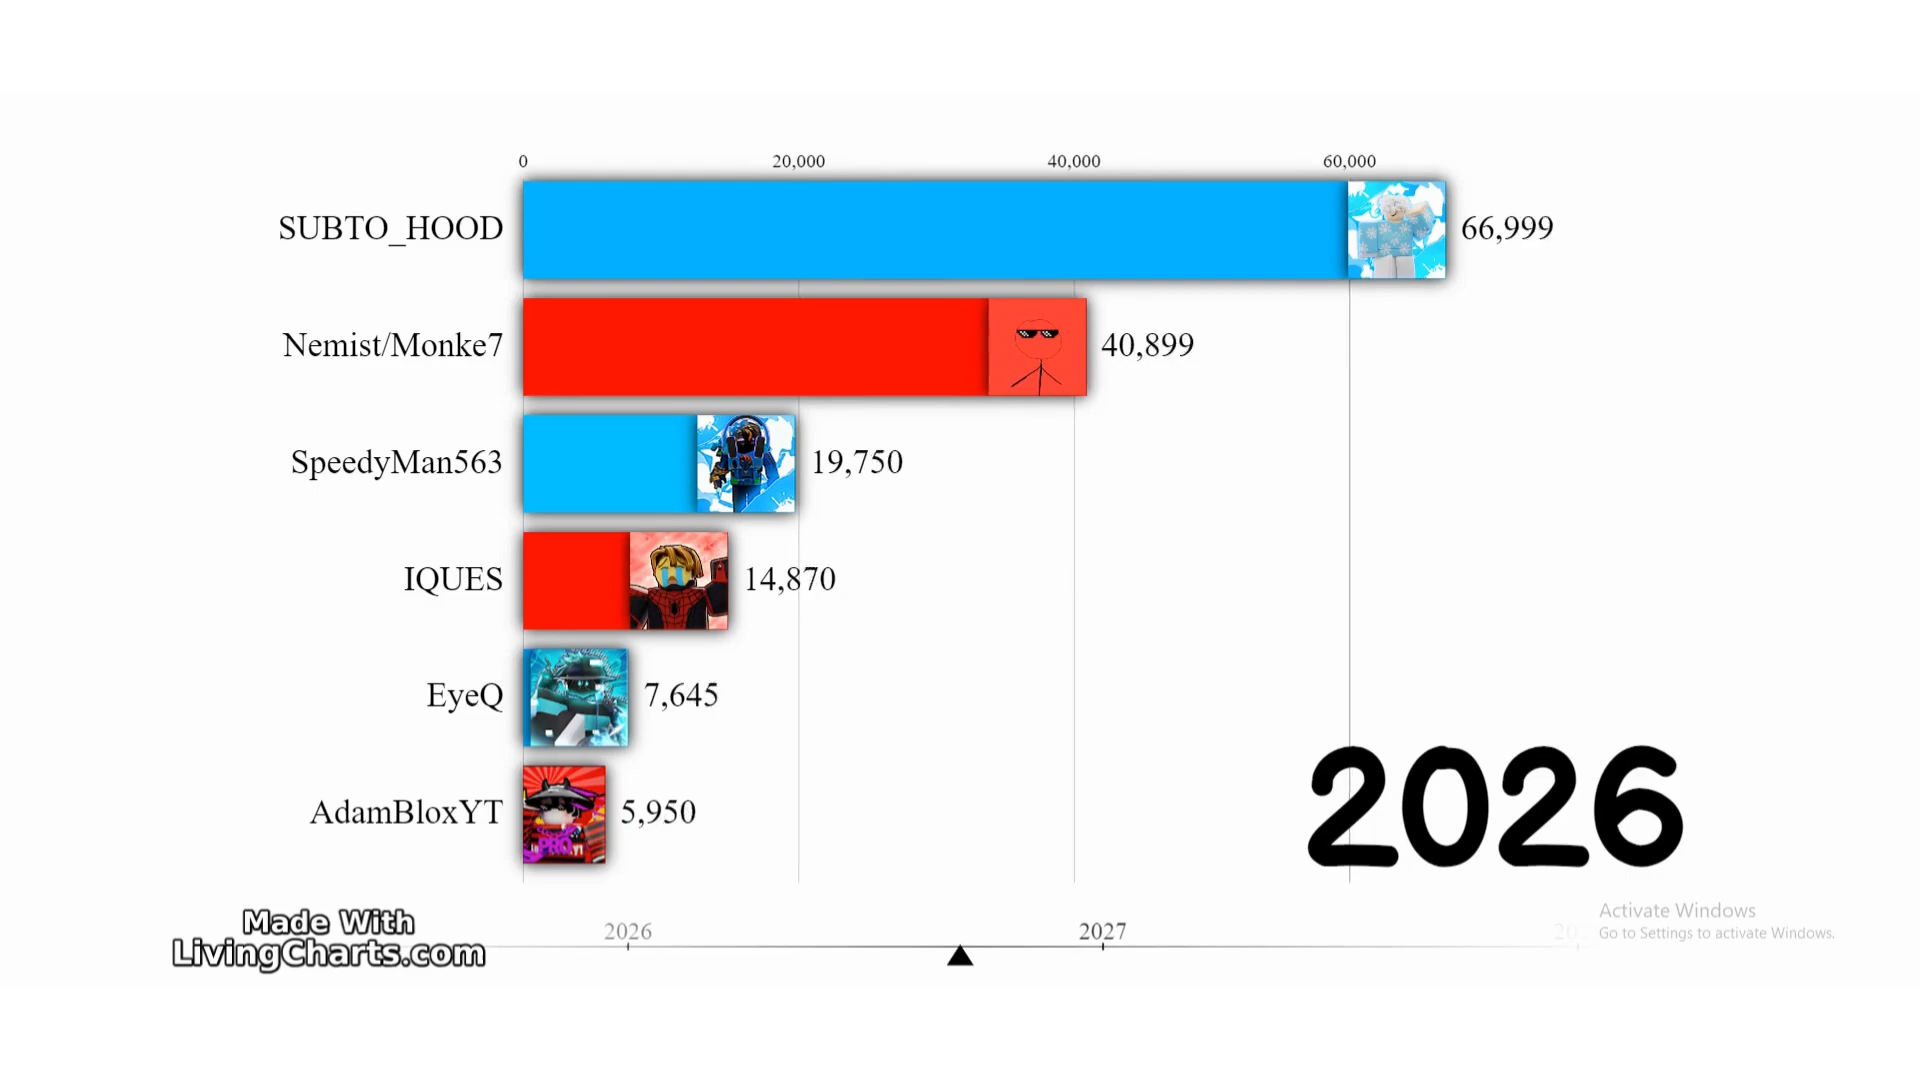 0 20,000 40,000 60,000
SUBTO_HOOD 66,999
Nemist/Monke7 40,899
SpeedyMan563 19,750
IQUES 14,870
EyeQ 7,645
AdamBloxYT 5,950
PRO
2026
Made With
LivingCharts.com
2026 2027
Activate Windows
Go to Settings to activate Windows.